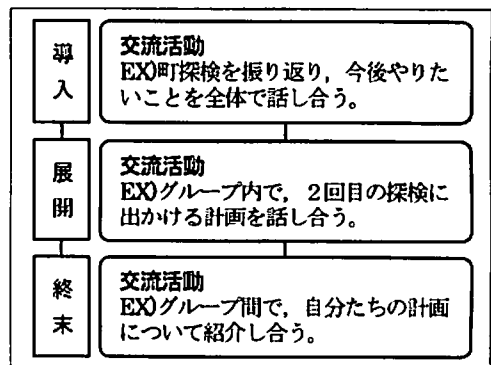 導入
交流活動
EX)町探検を振り返り，今後やりた
いことを全体で話し合う。
展開
交流活動
EX)グループ内で，2回目の探検に
出かける計画を話し合う。
終末
交流活動
EX)グループ間で，自分たちの計画
について紹介し合う。